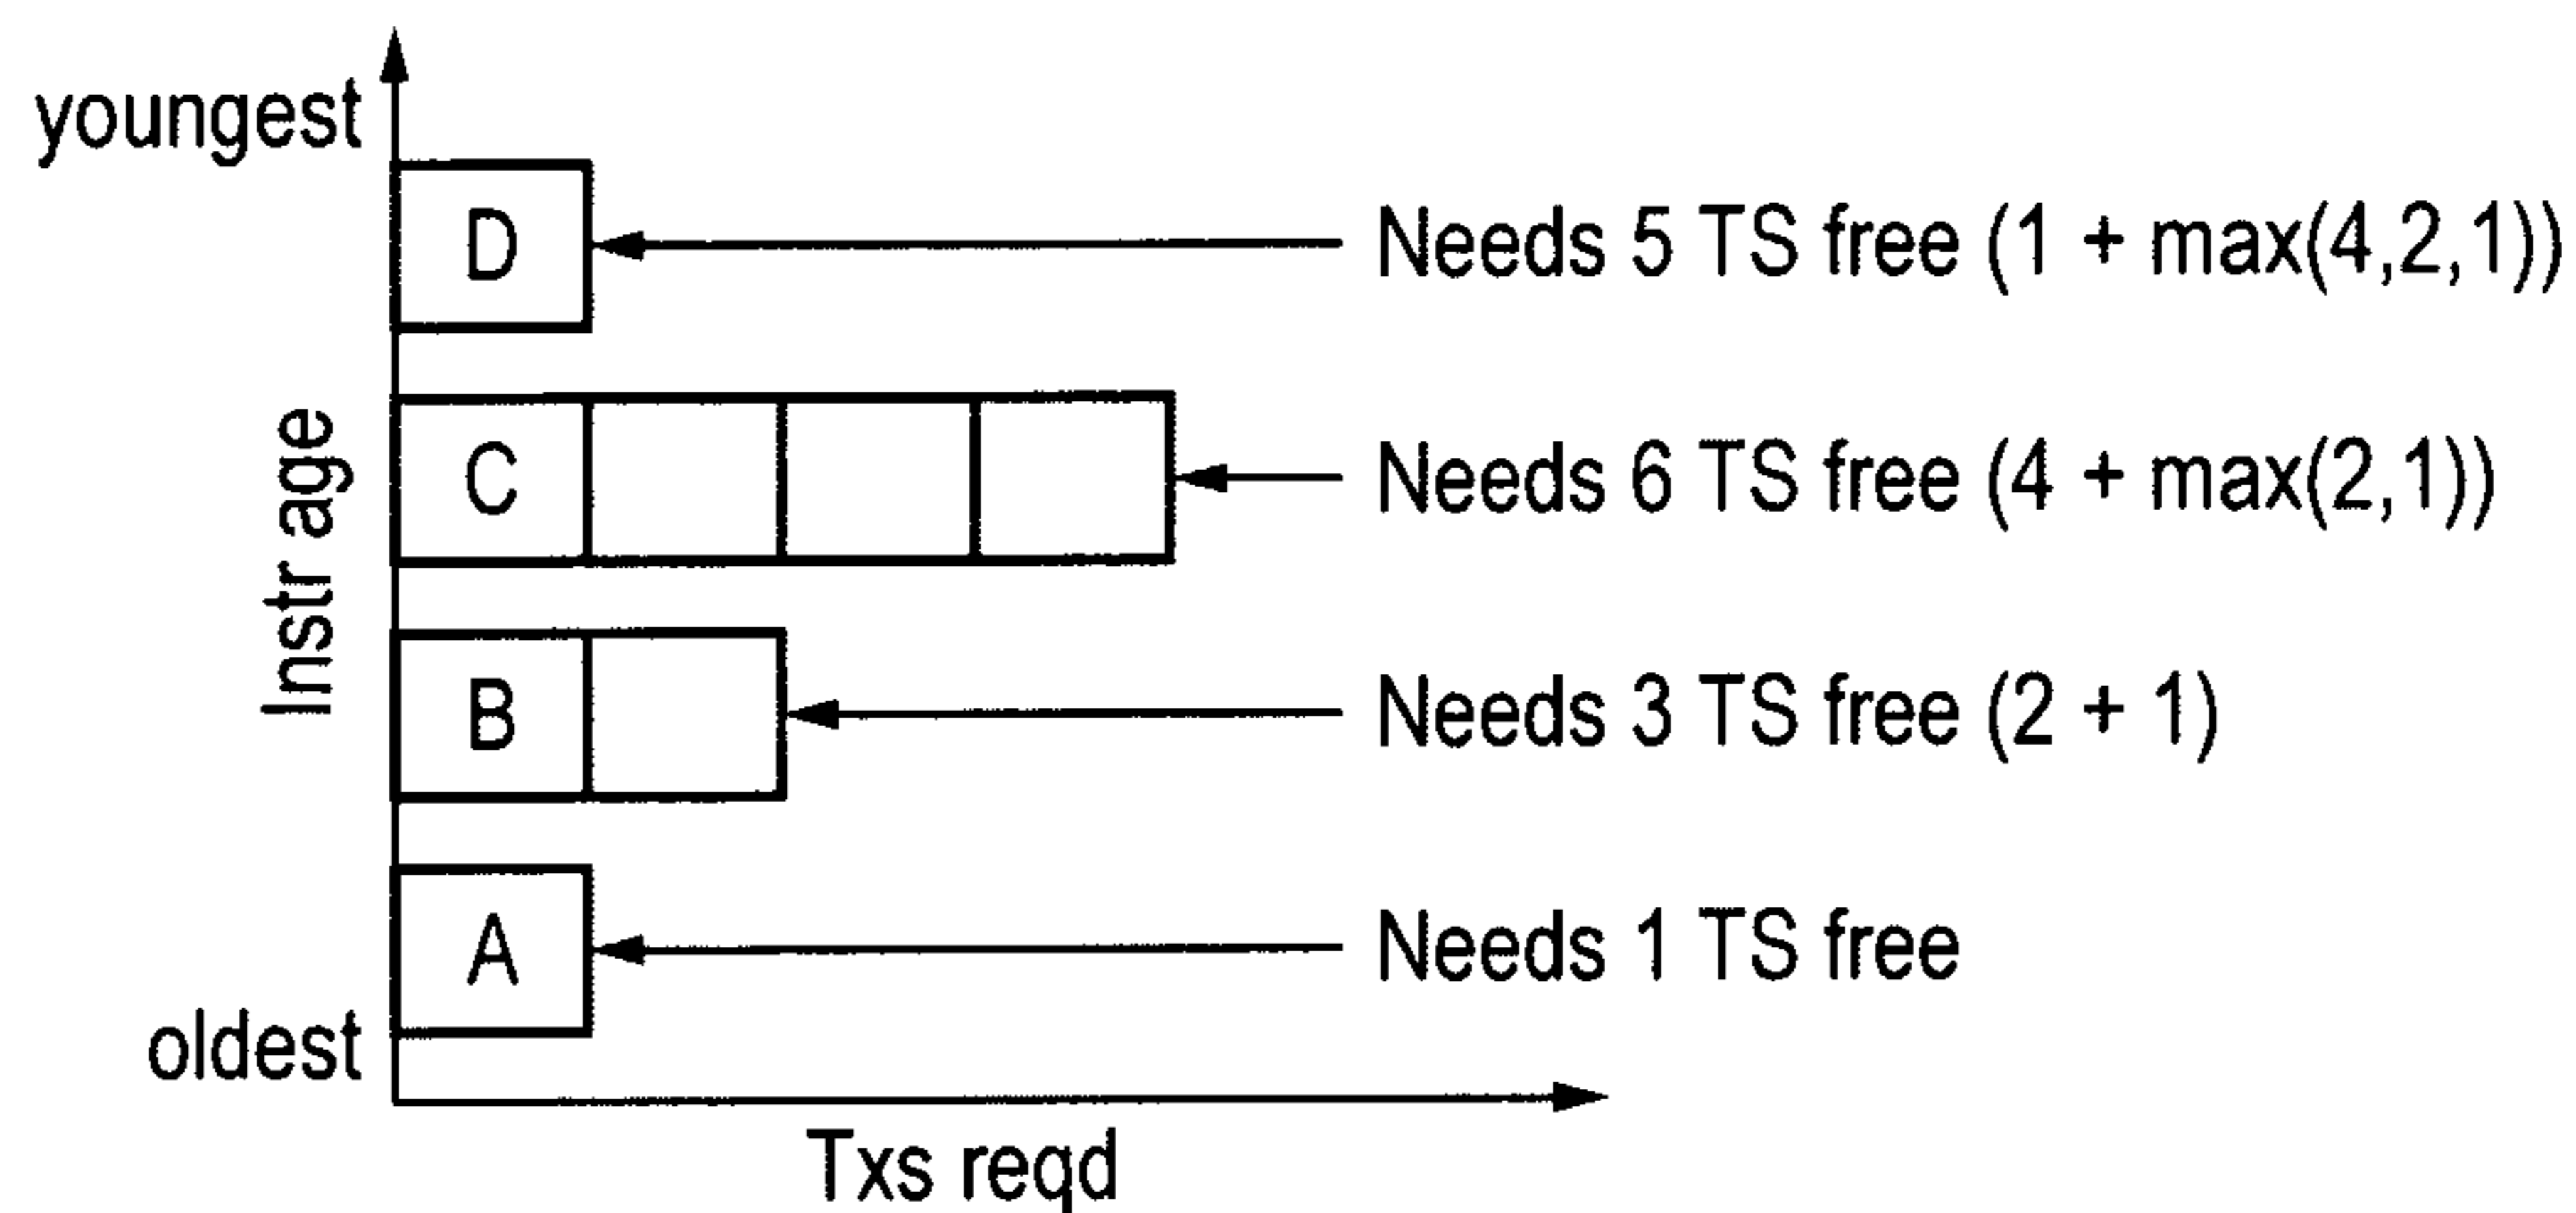 youngest
D
Needs 5 TS free (1 + max(4,2,1))
Instr age
C
Needs 6 TS free (4 + max(2,1))
B
Needs 3 TS free (2 + 1)
A
Needs 1 TS free
oldest
Txs reqd